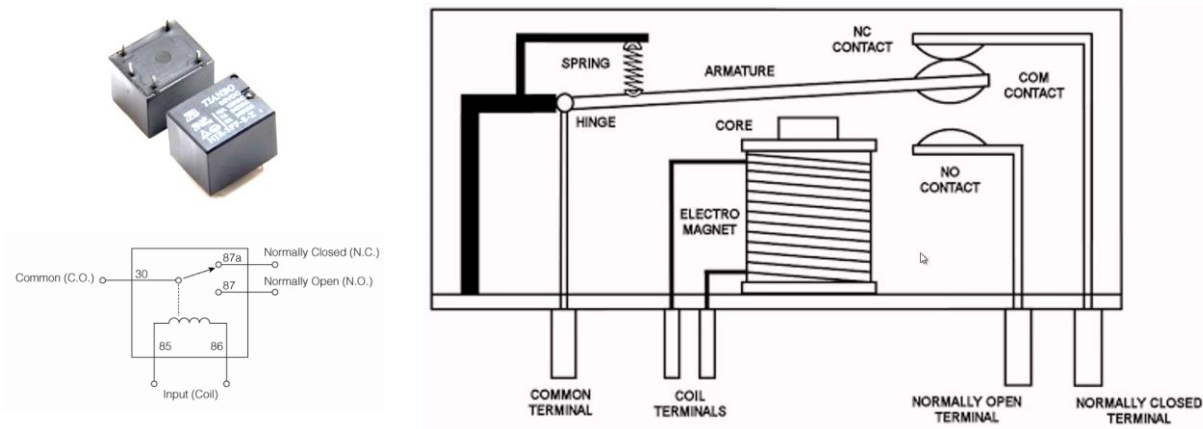 TIANBO
Common (C.O.)
30
87a
Normally Closed (N.C.)
87
Normally Open (N.O.)
85
86
Input (Coil)
NC
CONTACT
SPRING
ARMATURE
COM
CONTACT
HINGE
CORE
NO
CONTACT
ELECTRO
MAGNET
COMMON
TERMINAL
COIL
TERMINALS
NORMALLY OPEN
TERMINAL
NORMALLY CLOSED
TERMINAL